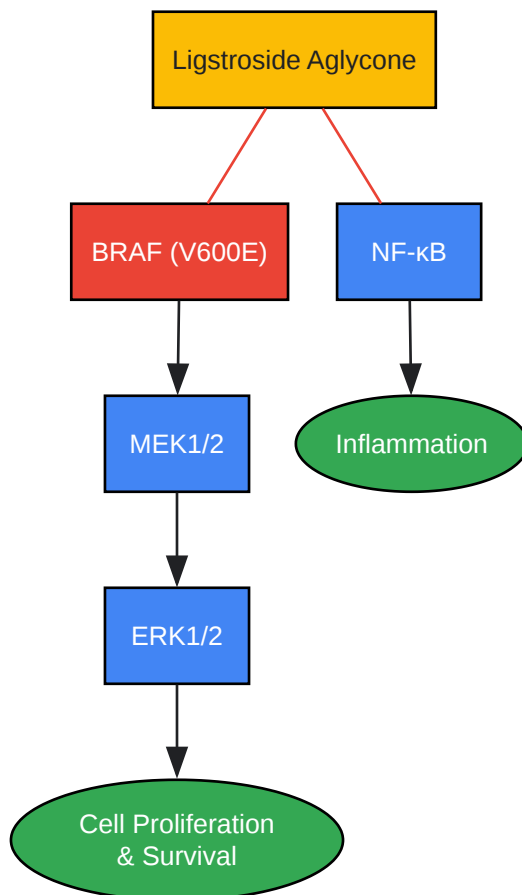 Ligstroside Aglycone
BRAF (V600E)
NF-κB
MEK1/2
Inflammation
ERK1/2
Cell Proliferation
& Survival